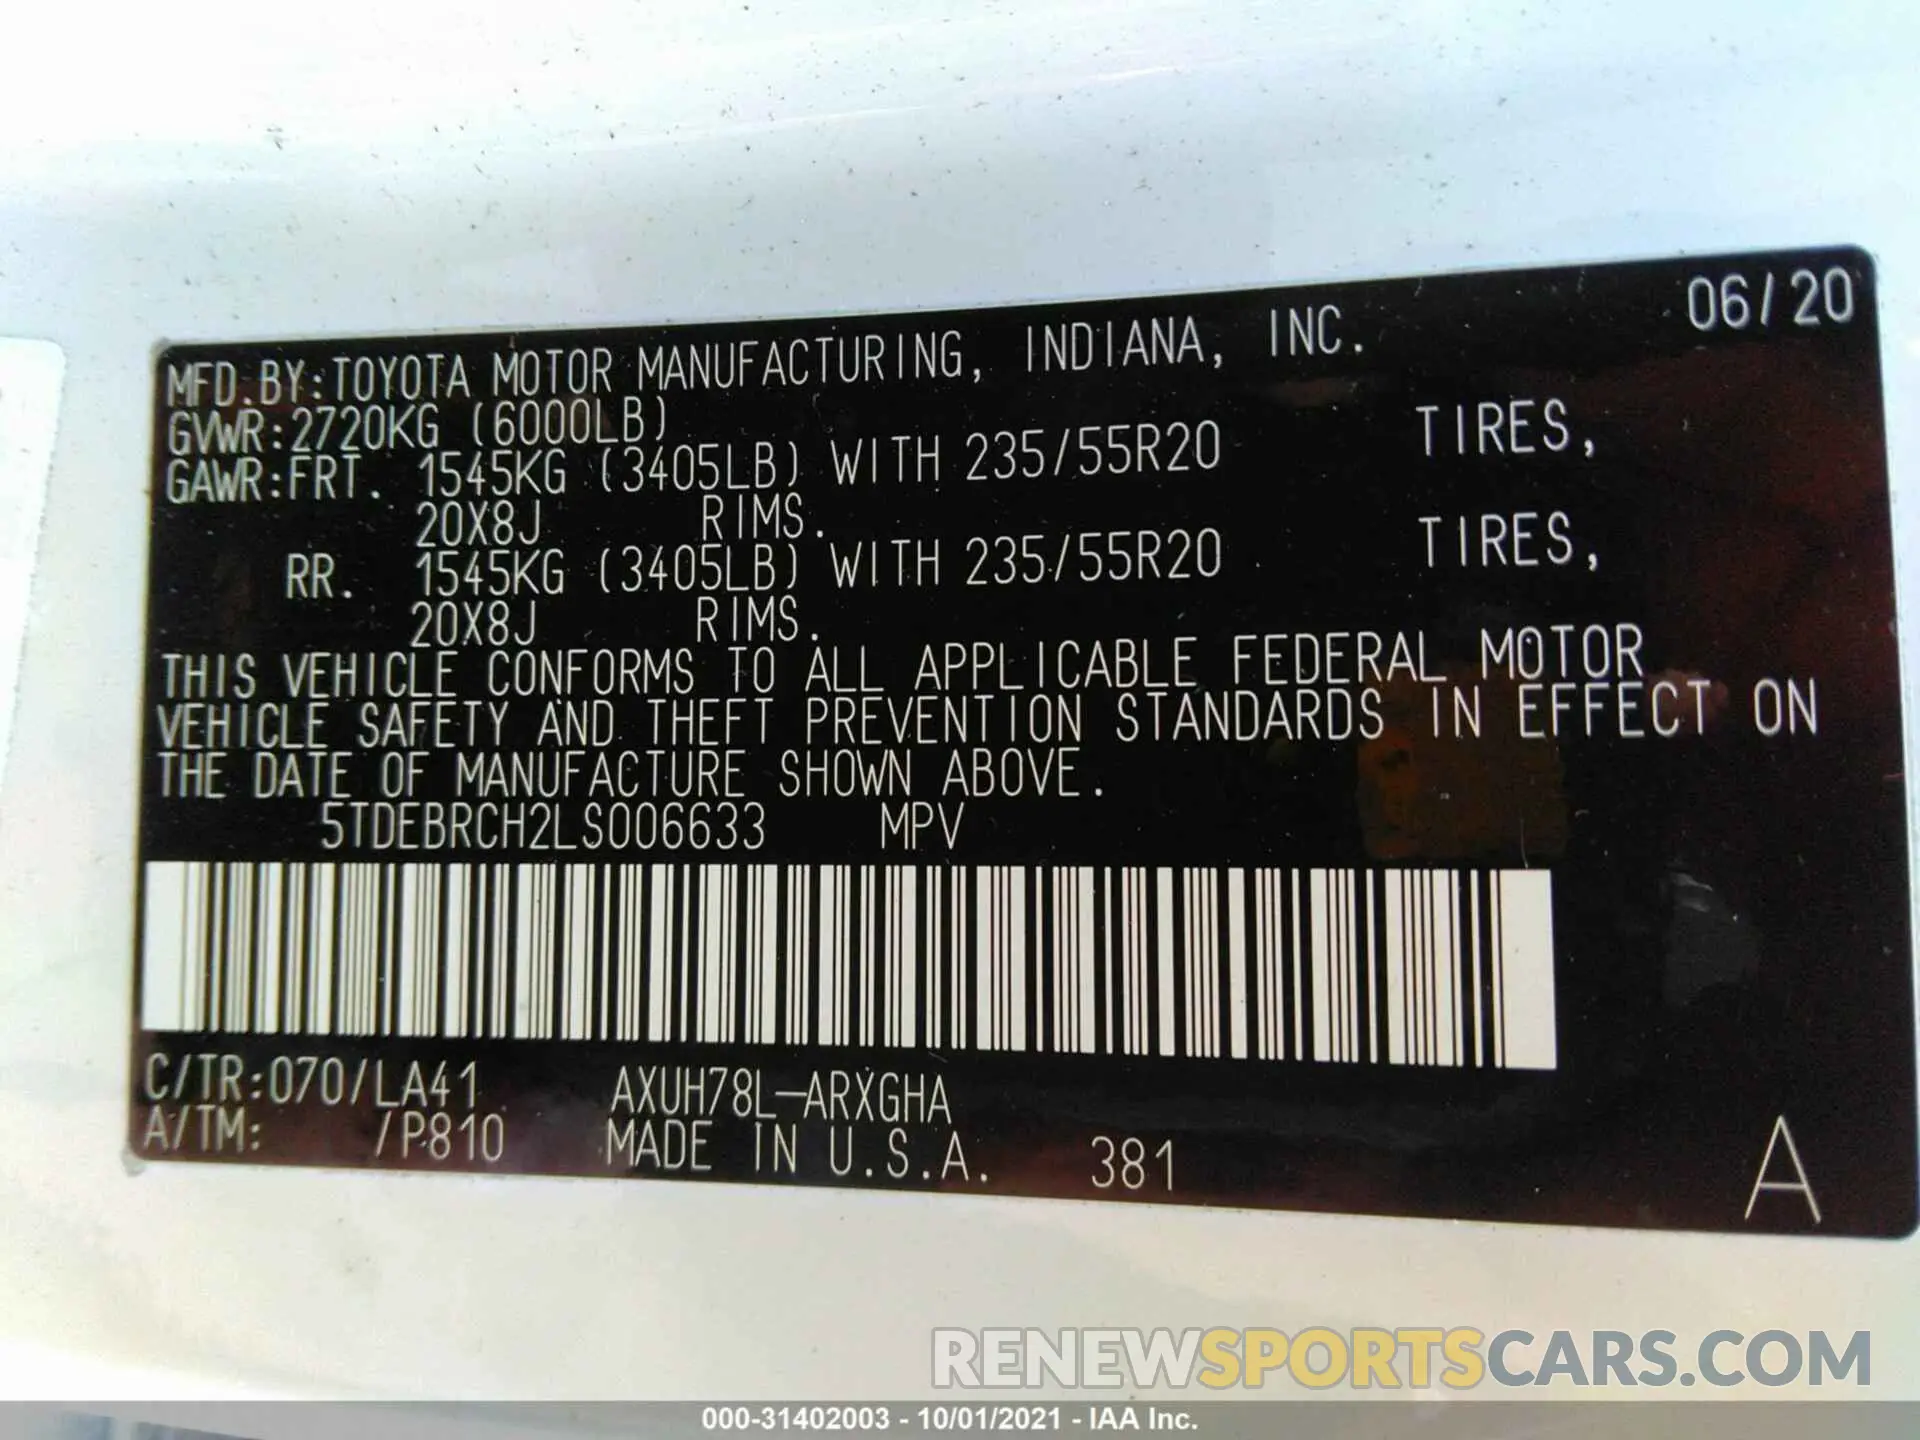 06/20
MFD.BY:TOYOTA MOTOR MANUFACTURING, INDIANA, INC.
GVWR:2720KG (6000LB)
GAWR:FRT. 1545KG (3405LB) WITH 235/55R20 TIRES,
20X8J RIMS.
RR. 1545KG (3405LB) WITH 235/55R20 TIRES,
20X8J RIMS.
THIS VEHICLE CONFORMS TO ALL APPLICABLE FEDERAL MOTOR
VEHICLE SAFETY AND THEFT PREVENTION STANDARDS IN EFFECT ON
THE DATE OF MANUFACTURE SHOWN ABOVE.
5TDEBRCH2LS006633 MPV
C/TR:070/LA41 AXUH78L-ARXGHA
A/TM: /P810 MADE IN U.S.A. 381
A
RENEWSPORTSCARS.COM
000-31402003 - 10/01/2021 - IAA Inc.